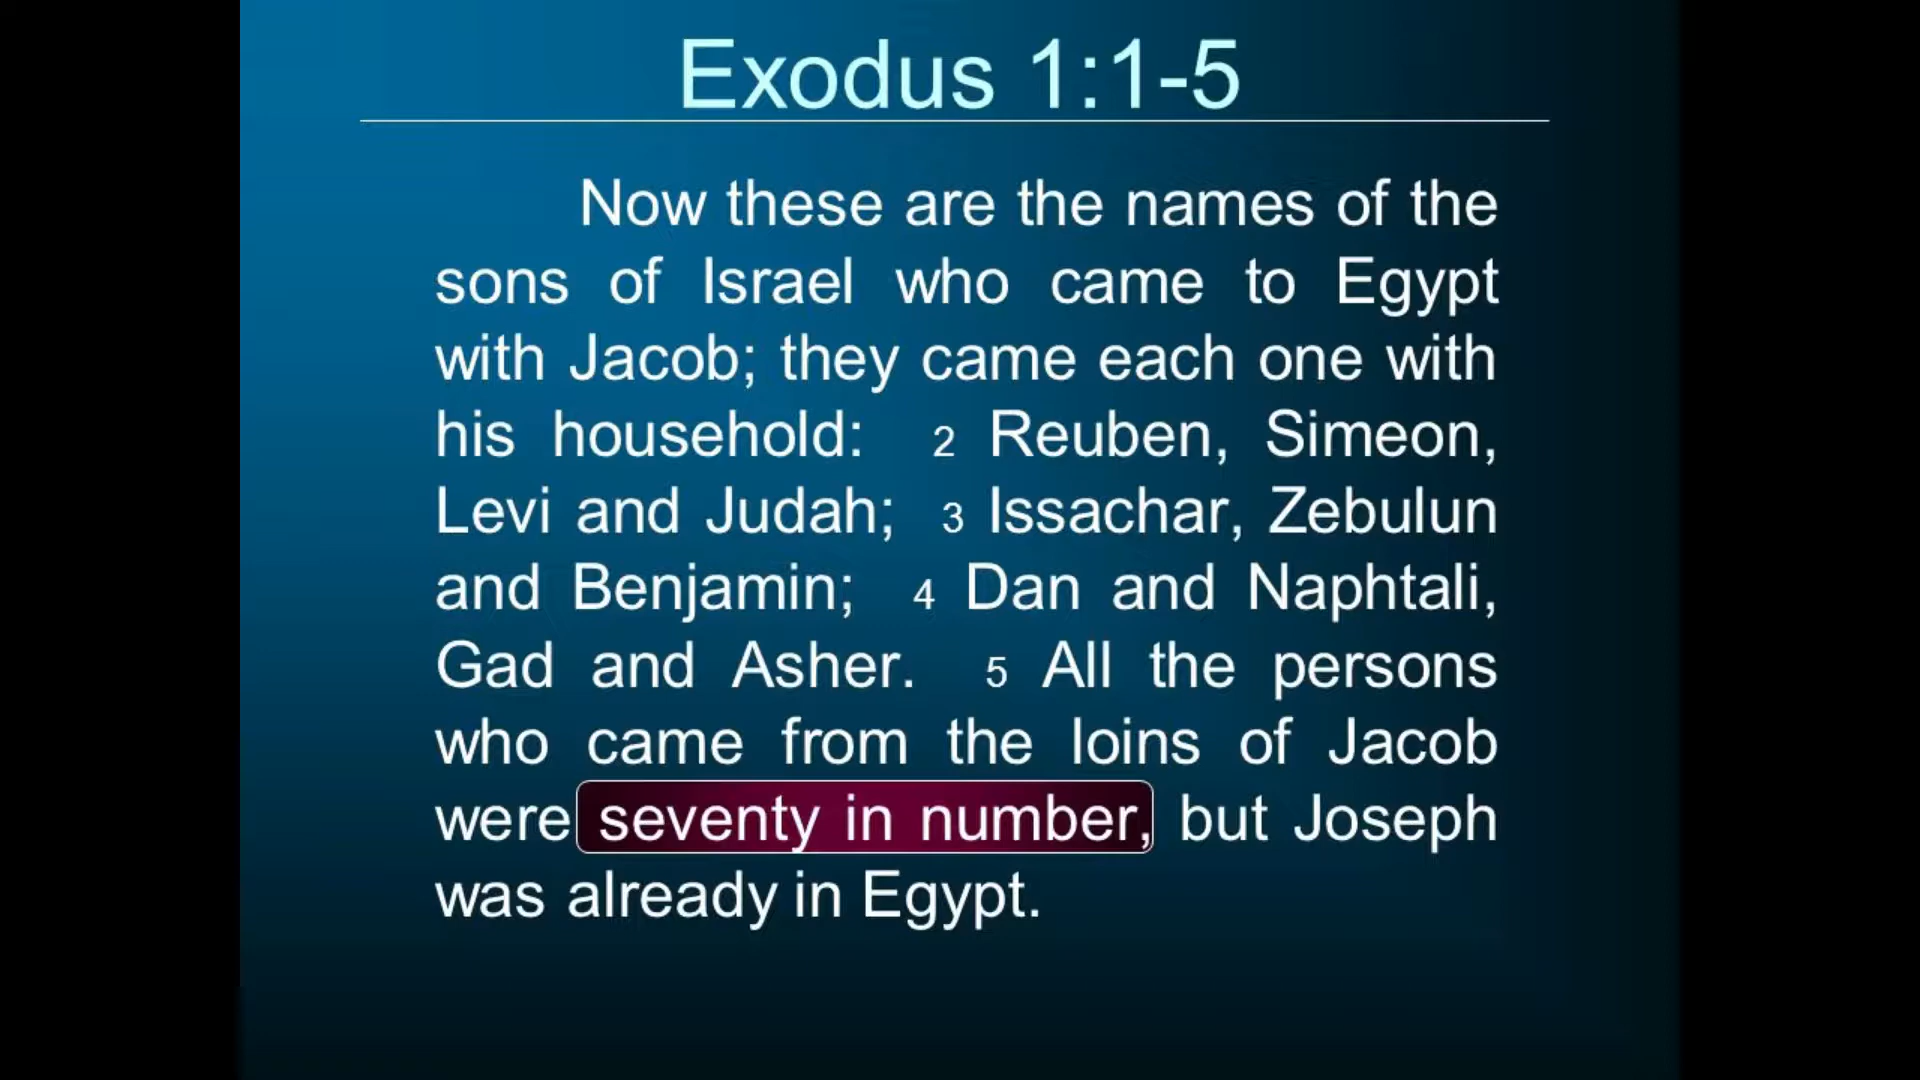 Exodus 1:1-5
Now these are the names of the
sons of Israel who came to Egypt
with Jacob; they came each one with
his household: 2 Reuben, Simeon,
Levi and Judah; 3 Issachar, Zebulun
and Benjamin; 4 Dan and Naphtali,
Gad and Asher. 5 All the persons
who came from the loins of Jacob
were seventy in number, but Joseph
was already in Egypt.